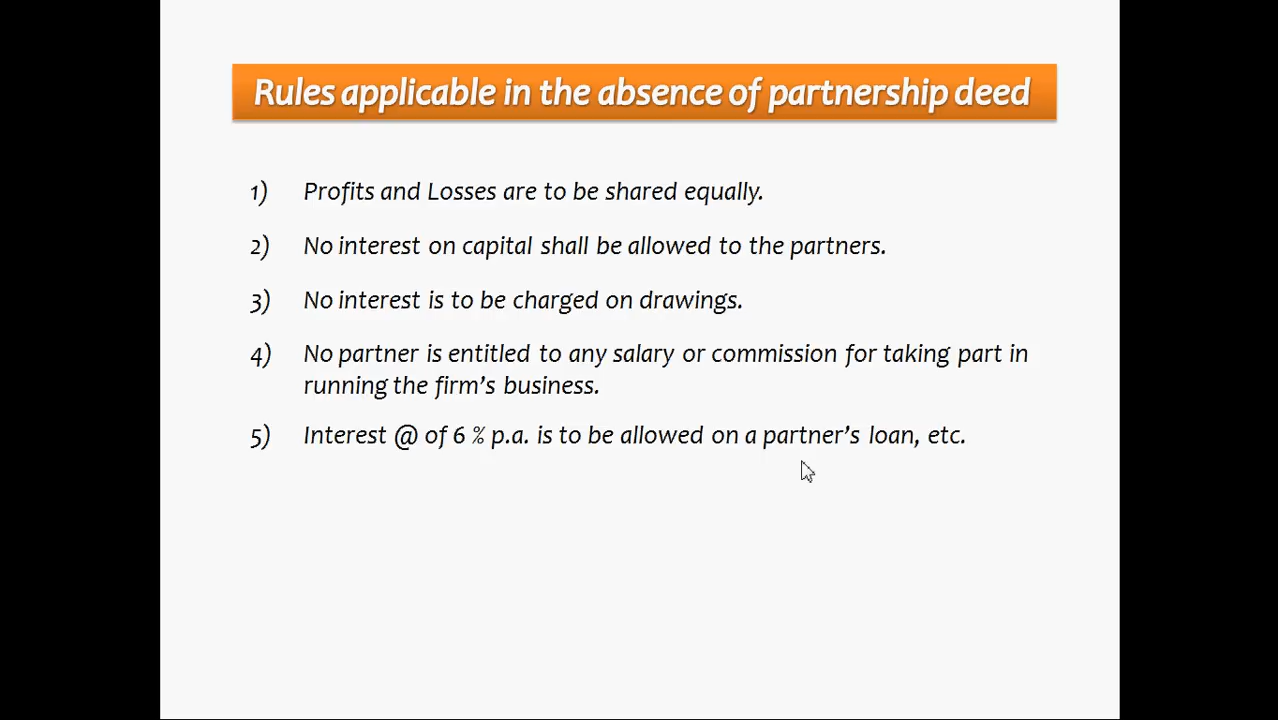 Rules applicable in the absence of partnership deed
1) Profits and Losses are to be shared equally.
2) No interest on capital shall be allowed to the partners.
3) No interest is to be charged on drawings.
4) No partner is entitled to any salary or commission for taking part in
running the firm's business.
5) Interest @ of 6 % p.a. is to be allowed on a partner's loan, etc.